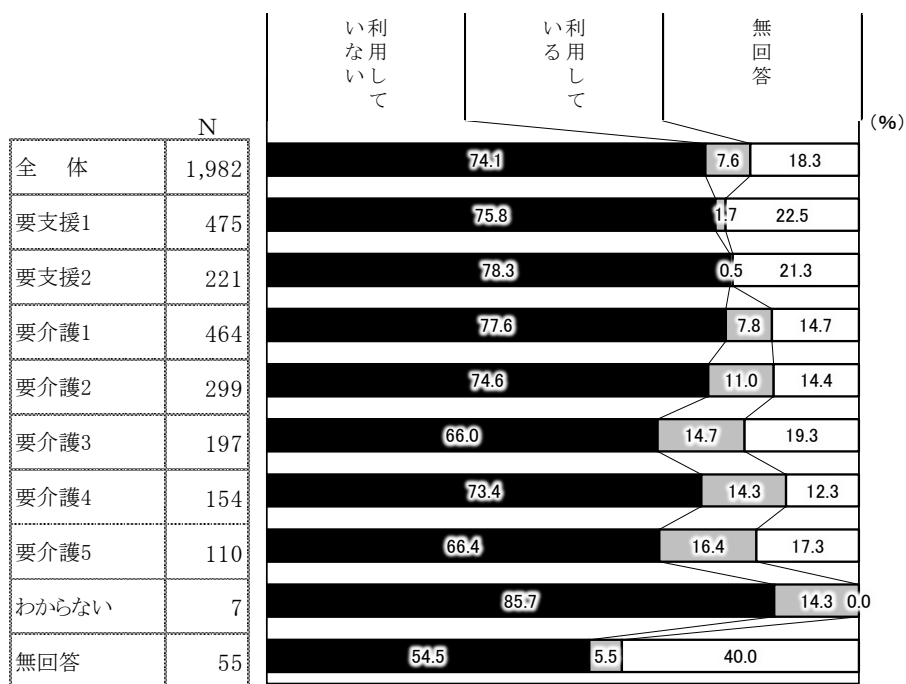 利用していない
利用している
無回答
(%)
N
全 体 1,982 74.1 7.6 18.3
要支援1 475 75.8 1.7 22.5
要支援2 221 78.3 0.5 21.3
要介護1 464 77.6 7.8 14.7
要介護2 299 74.6 11.0 14.4
要介護3 197 66.0 14.7 19.3
要介護4 154 73.4 14.3 12.3
要介護5 110 66.4 16.4 17.3
わからない 7 85.7 14.3 0.0
無回答 55 54.5 5.5 40.0